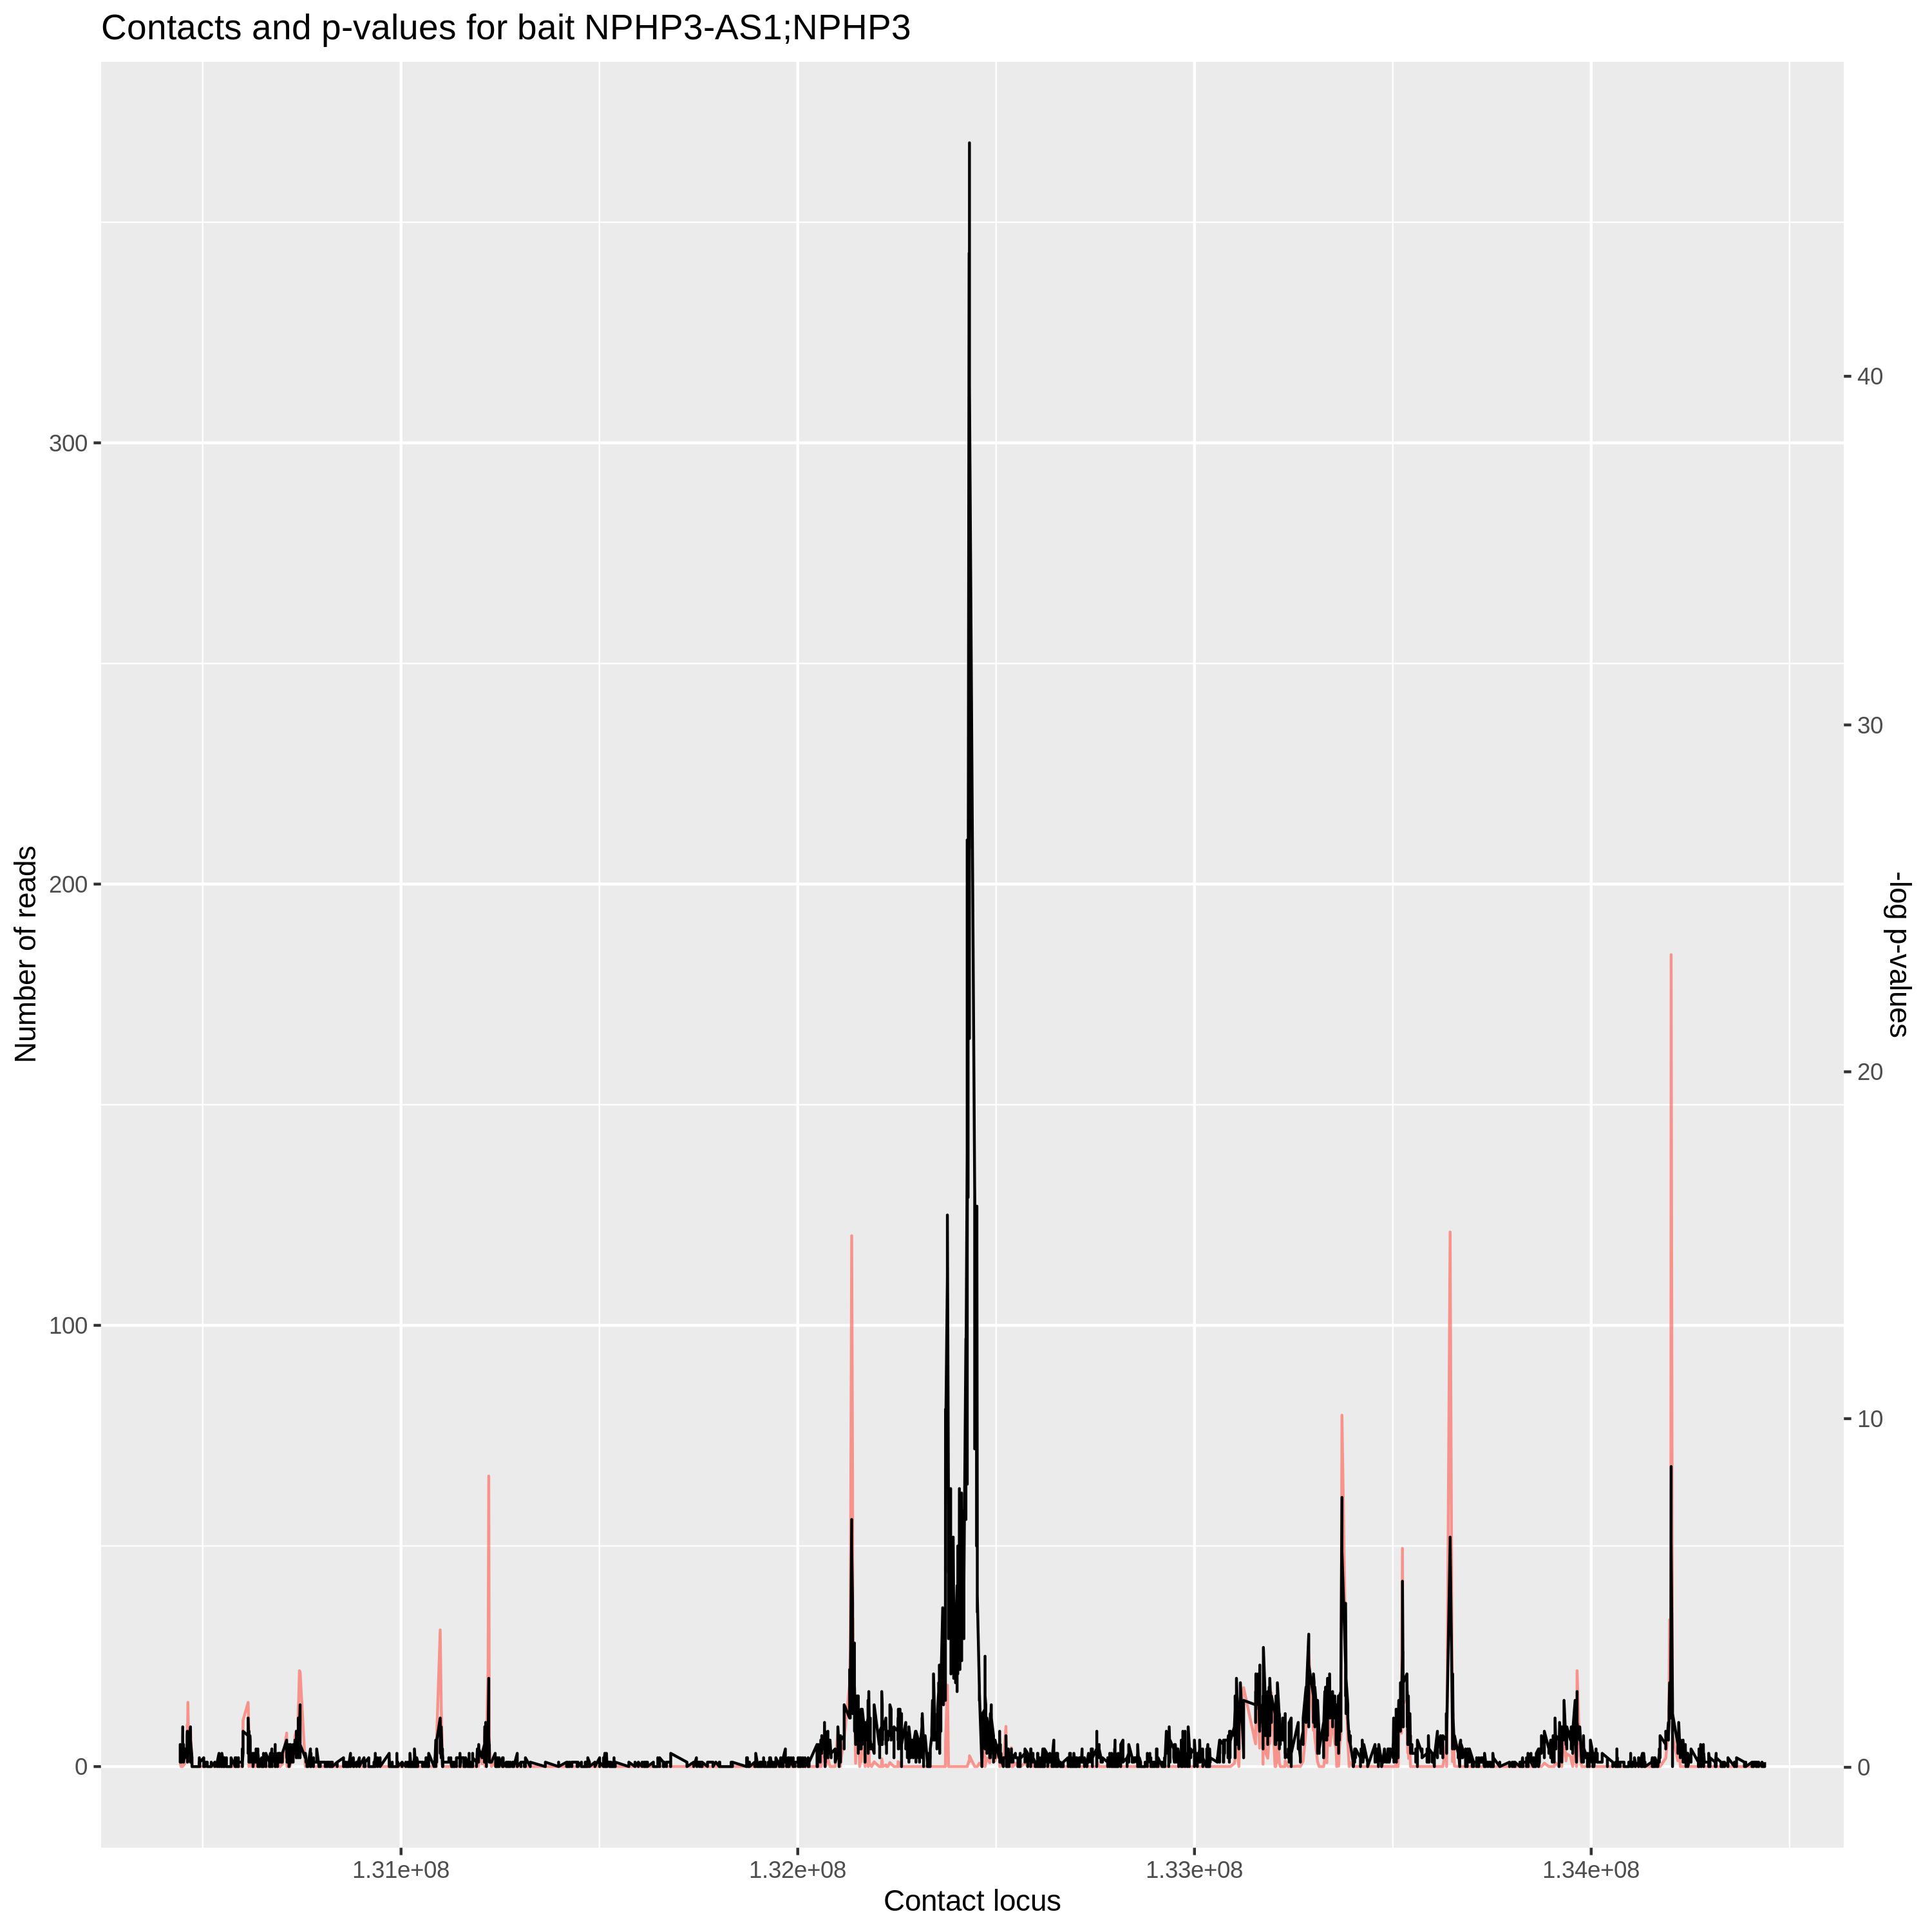 Contacts and p-values for bait NPHP3-AS1;NPHP3
Number of reads
300
200
100
0
40
30
20
10
0
-log p-values
1.31e+08
1.32e+08
1.33e+08
1.34e+08
Contact locus